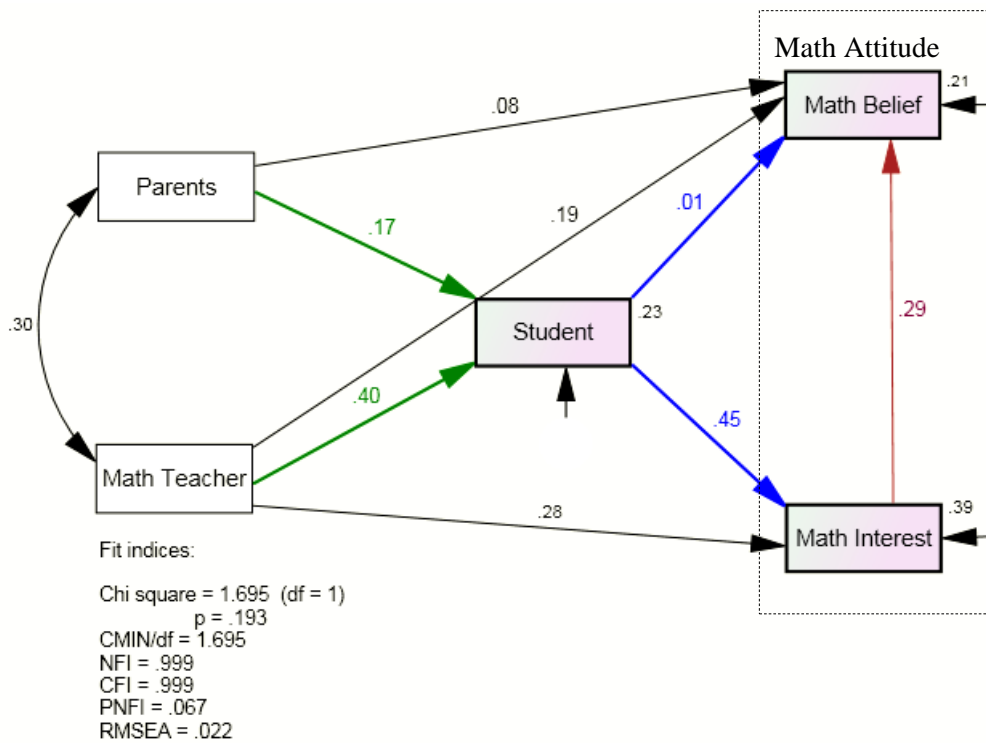 Math Attitude
.21
Math Belief
.08
Parents
.19
.01
.17
.30
Student
.23
.29
.40
.45
Math Teacher
.28
.39
Math Interest
Fit indices:
Chi square = 1.695 (df = 1)
p = .193
CMIN/df = 1.695
NFI = .999
CFI = .999
PNFI = .067
RMSEA = .022